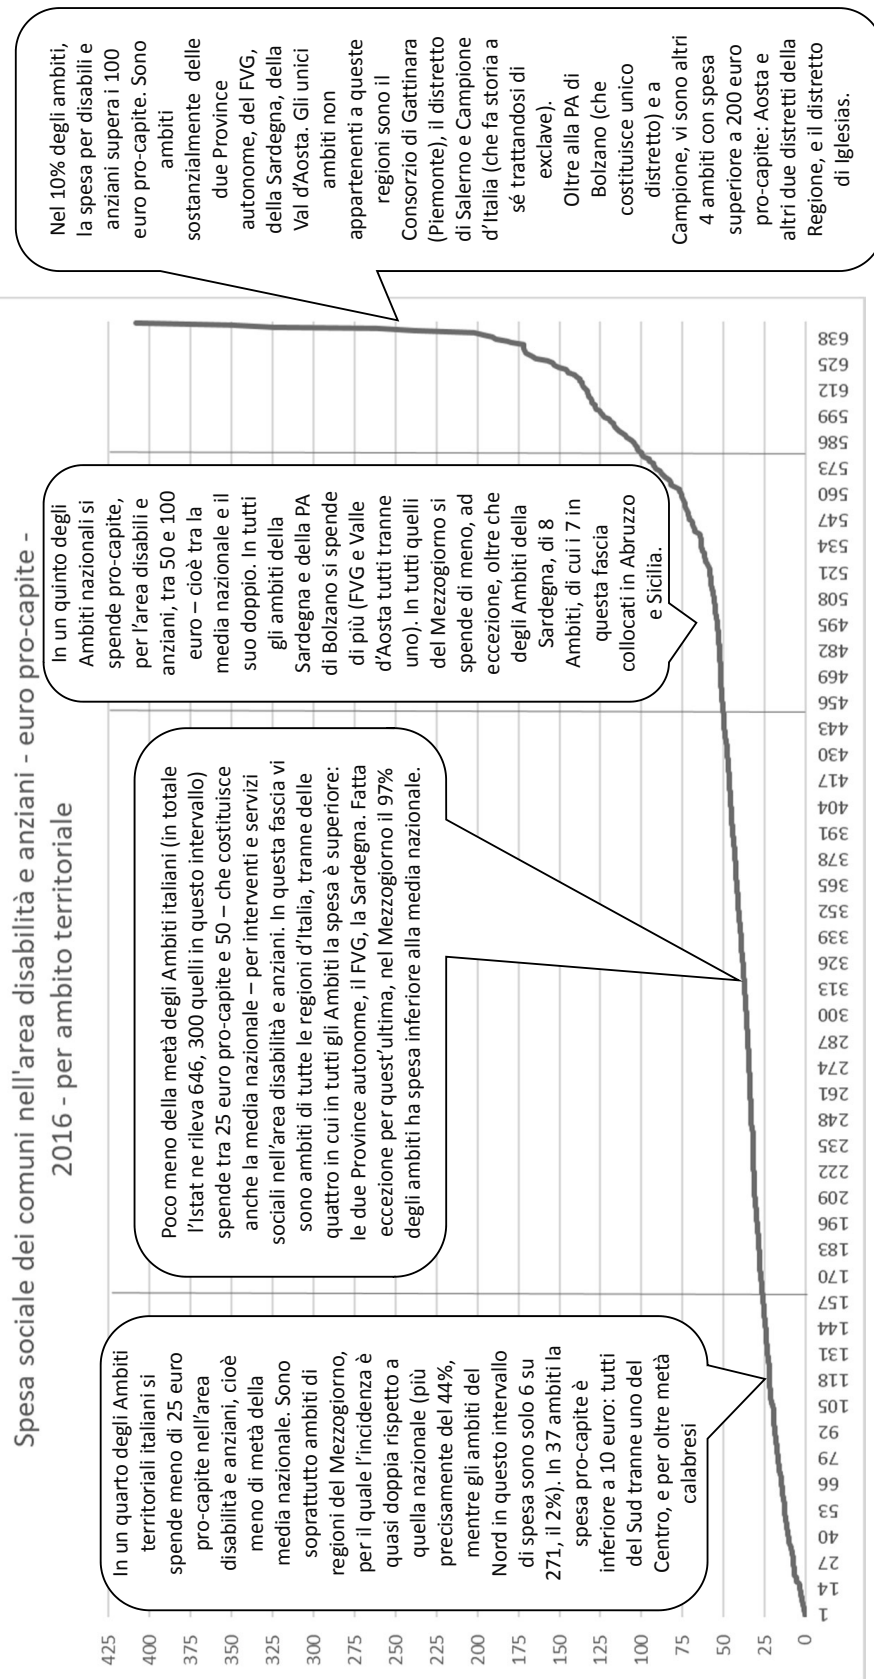 Spesa sociale dei comuni nell'area disabilità e anziani - euro pro-capite -
2016 - per ambito territoriale
425
400
375
350
325
300
275
250
225
200
175
150
125
100
75
50
25
0
In un quarto degli Ambiti
territoriali italiani si
spende meno di 25 euro
pro-capite nell'area
disabilità e anziani, cioè
meno di metà della
media nazionale. Sono
soprattutto ambiti di
regioni del Mezzogiorno,
per il quale l'incidenza è
quasi doppia rispetto a
quella nazionale (più
precisamente del 44%,
mentre gli ambiti del
Nord in questo intervallo
di spesa sono solo 6 su
271, il 2%). In 37 ambiti la
spesa pro-capite è
inferiore a 10 euro: tutti
del Sud tranne uno del
Centro, e per oltre metà
calabresi
Poco meno della metà degli Ambiti italiani (in totale
l'Istat ne rileva 646, 300 quelli in questo intervallo)
spende tra 25 euro pro-capite e 50 – che costituisce
anche la media nazionale – per interventi e servizi
sociali nell'area disabilità e anziani. In questa fascia vi
sono ambiti di tutte le regioni d'Italia, tranne delle
quattro in cui in tutti gli Ambiti la spesa è superiore:
le due Province autonome, il FVG, la Sardegna. Fatta
eccezione per quest'ultima, nel Mezzogiorno il 97%
degli ambiti ha spesa inferiore alla media nazionale.
In un quinto degli
Ambiti nazionali si
spende pro-capite,
per l'area disabili e
anziani, tra 50 e 100
euro – cioè tra la
media nazionale e il
suo doppio. In tutti
gli ambiti della
Sardegna e della PA
di Bolzano si spende
di più (FVG e Valle
d'Aosta tutti tranne
uno). In tutti quelli
del Mezzogiorno si
spende di meno, ad
eccezione, oltre che
degli Ambiti della
Sardegna, di 8
Ambiti, di cui i 7 in
questa fascia
collocati in Abruzzo
e Sicilia.
Nel 10% degli ambiti,
la spesa per disabili e
anziani supera i 100
euro pro-capite. Sono
ambiti
sostanzialmente delle
due Province
autonome, del FVG,
della Sardegna, della
Val d'Aosta. Gli unici
ambiti non
appartenenti a queste
regioni sono il
Consorzio di Gattinara
(Piemonte), il distretto
di Salerno e Campione
d'Italia (che fa storia a
sé trattandosi di
exclave).
Oltre alla PA di
Bolzano (che
costituisce unico
distretto) e a
Campione, vi sono altri
4 ambiti con spesa
superiore a 200 euro
pro-capite: Aosta e
altri due distretti della
Regione, e il distretto
di Iglesias.
1
14
27
40
53
66
79
92
105
118
131
144
157
170
183
196
209
222
235
248
261
274
287
300
313
326
339
352
365
378
391
404
417
430
443
456
469
482
495
508
521
534
547
560
573
586
599
612
625
638